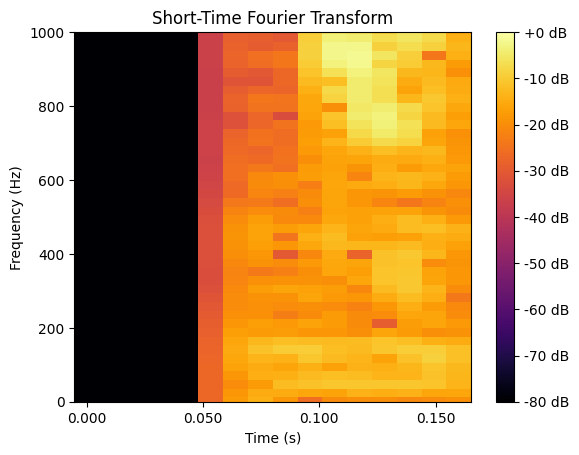 Short-Time Fourier Transform
Frequency (Hz)
1000
800
600
400
200
0
0.000
0.050
0.100
0.150
Time (s)
+0 dB
-10 dB
-20 dB
-30 dB
-40 dB
-50 dB
-60 dB
-70 dB
-80 dB